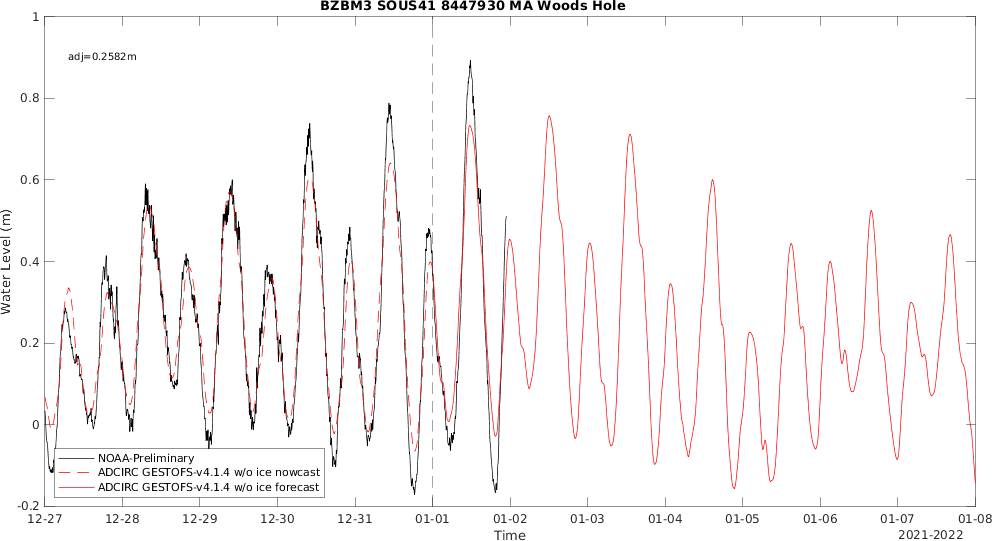 BZBM3 SOUS41 8447930 MA Woods Hole
adj=0.2582m
1
0.8
0.6
0.4
0.2
0
-0.2
Water Level (m)
NOAA-Preliminary
ADCIRC GESTOFS-v4.1.4 w/o ice nowcast
ADCIRC GESTOFS-v4.1.4 w/o ice forecast
12-27 12-28 12-29 12-30 12-31 01-01 01-02 01-03 01-04 01-05 01-06 01-07 01-08
Time
2021-2022